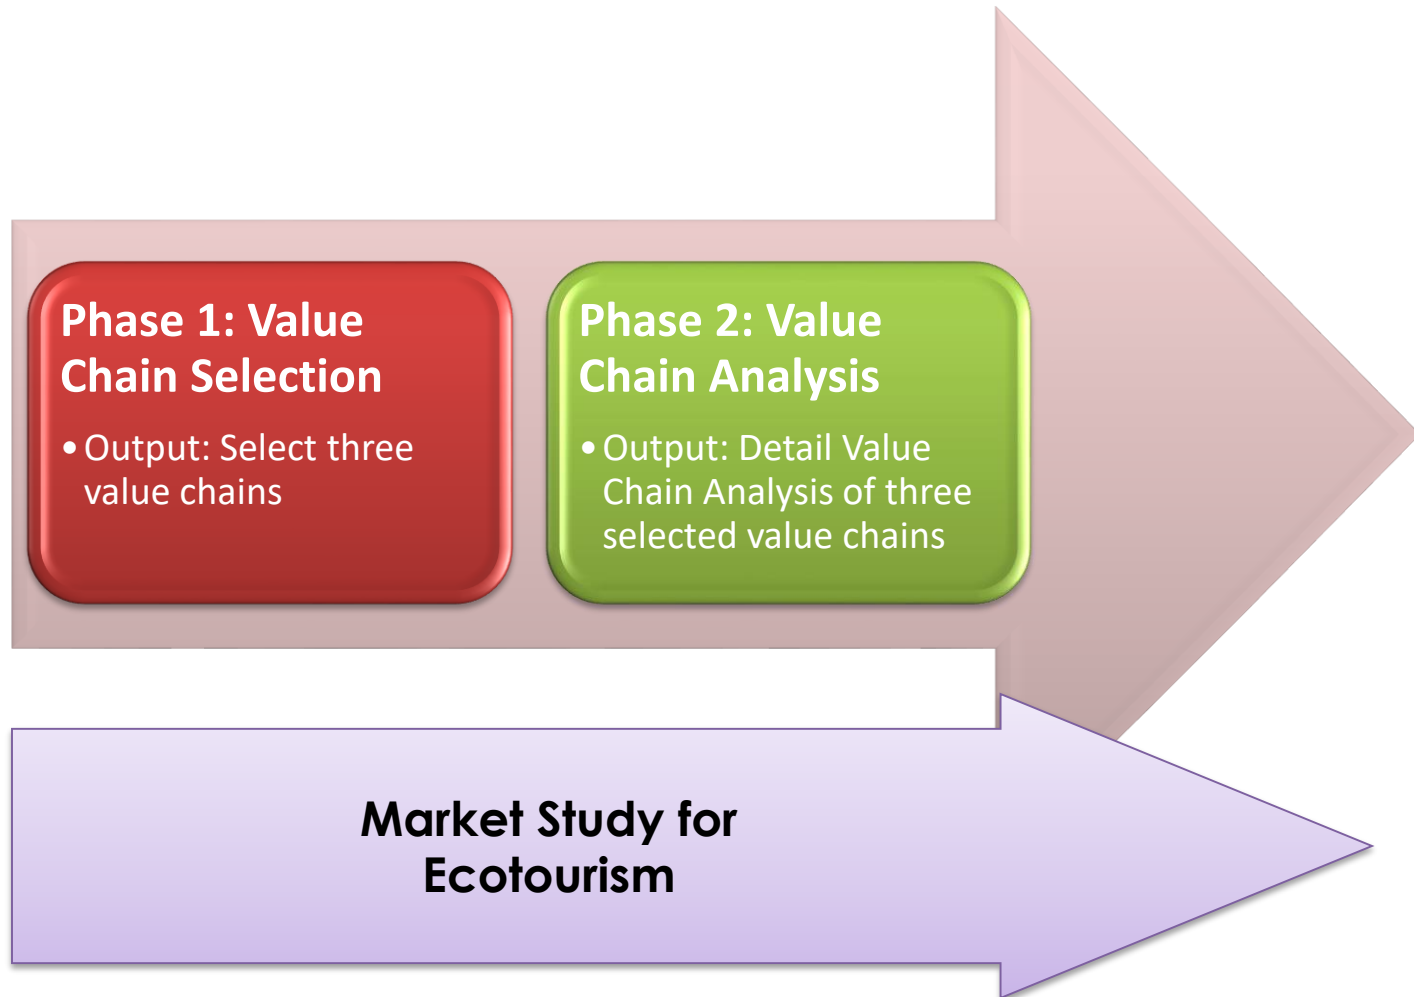 Phase 1: Value
Chain Selection
• Output: Select three
value chains
Phase 2: Value
Chain Analysis
• Output: Detail Value
Chain Analysis of three
selected value chains
Market Study for
Ecotourism